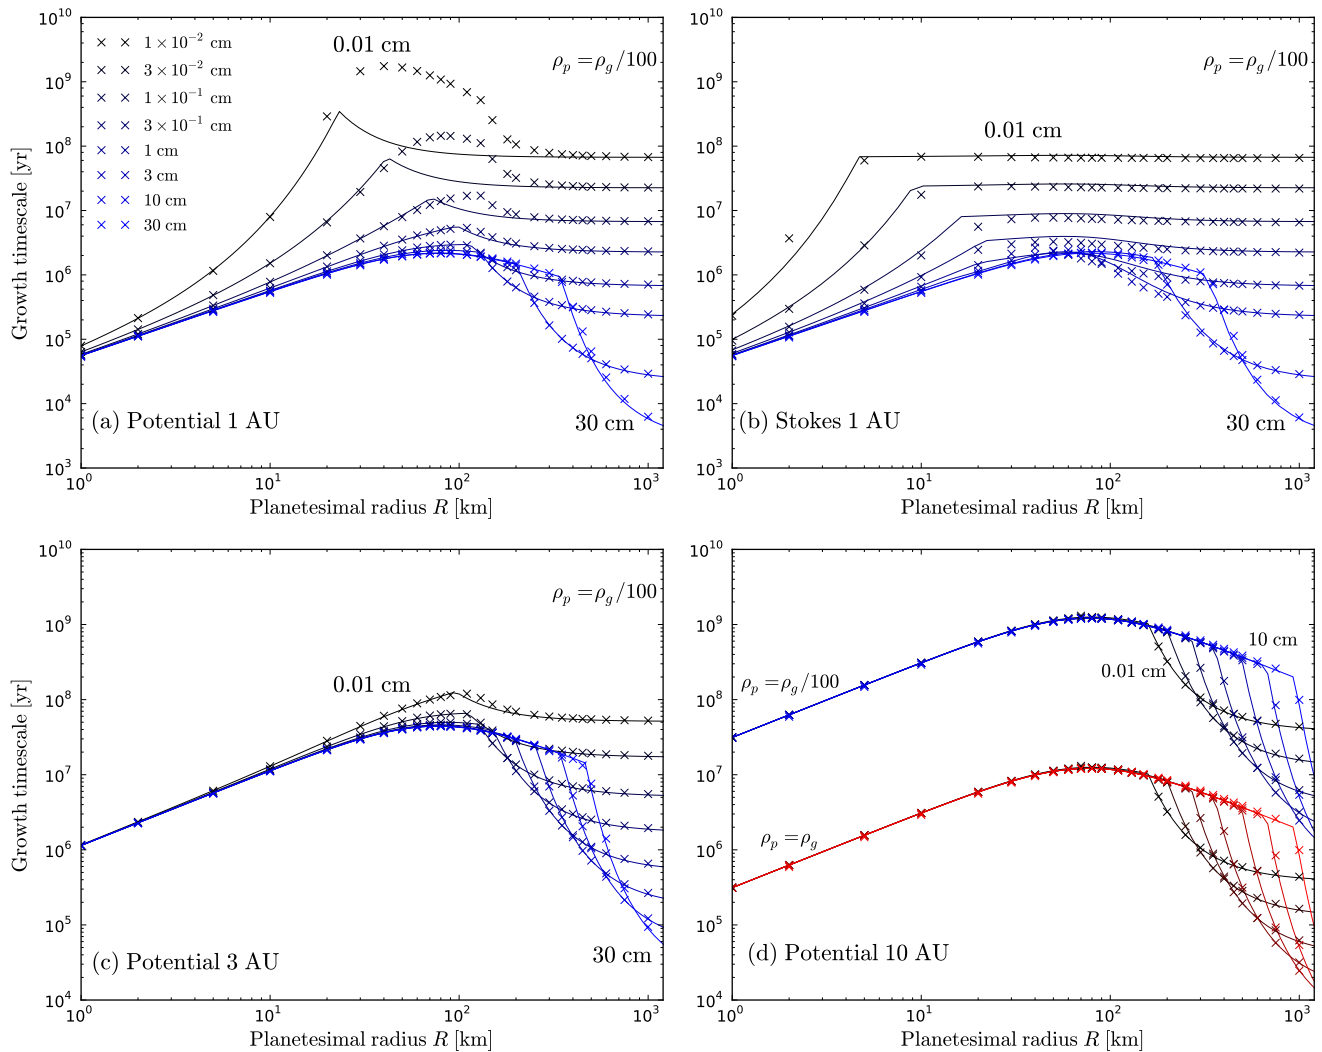 10^10
10^9
10^8
10^7
10^6
10^5
10^4
10^3
Growth timescale [yr]
1 × 10^−2 cm
3 × 10^−2 cm
1 × 10^−1 cm
3 × 10^−1 cm
1 cm
3 cm
10 cm
30 cm
0.01 cm
ρ_p = ρ_g/100
30 cm
(a) Potential 1 AU
10^0 10^1 10^2 10^3
Planetesimal radius R [km]
10^10
10^9
10^8
10^7
10^6
10^5
10^4
10^3
ρ_p = ρ_g/100
0.01 cm
30 cm
(b) Stokes 1 AU
10^0 10^1 10^2 10^3
Planetesimal radius R [km]
10^10
10^9
10^8
10^7
10^6
10^5
10^4
Growth timescale [yr]
ρ_p = ρ_g/100
0.01 cm
30 cm
(c) Potential 3 AU
10^0 10^1 10^2 10^3
Planetesimal radius R [km]
10^10
10^9
10^8
10^7
10^6
10^5
10^4
10 cm
0.01 cm
ρ_p = ρ_g/100
ρ_p = ρ_g
(d) Potential 10 AU
10^0 10^1 10^2 10^3
Planetesimal radius R [km]